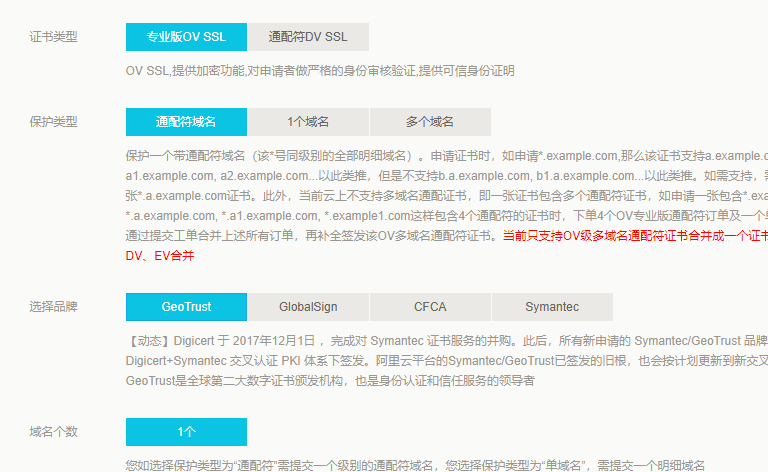 证书类型 专业版OV SSL 通配符DV SSL
OV SSL,提供加密功能,对申请者做严格的身份审核验证,提供可信身份证明
保护类型 通配符域名 1个域名 多个域名
保护一个带通配符域名（该*号同级别的全部明细域名）。申请证书时，如申请*.example.com,那么该证书支持a.example.c
a1.example.com, a2.example.com...以此类推，但是不支持b.a.example.com, b1.a.example.com...以此类推。如需支持，需
张*.a.example.com证书。此外，当前云上不支持多域名通配证书，即一张证书包含多个通配符证书，如申请一张包含*.exa
*.a.example.com, *.a1.example.com, *.example1.com这样包含4个通配符的证书时，下单4个OV专业版通配符订单及一个单
通过提交工单合并上述所有订单，再补全签发该OV多域名通配符证书。当前只支持OV级多域名通配符证书合并成一个证书
DV、EV合并
选择品牌 GeoTrust GlobalSign CFCA Symantec
【动态】Digicert 于 2017年12月1日 ，完成对 Symantec 证书服务的并购。此后，所有新申请的 Symantec/GeoTrust 品牌
Digicert+Symantec 交叉认证 PKI 体系下签发。阿里云平台的Symantec/GeoTrust已签发的旧根，也会按计划更新到新交叉
GeoTrust是全球第二大数字证书颁发机构，也是身份认证和信任服务的领导者
域名个数 1个
您如选择保护类型为“通配符”需提交一个级别的通配符域名，您选择保护类型为“单域名”，需提交一个明细域名